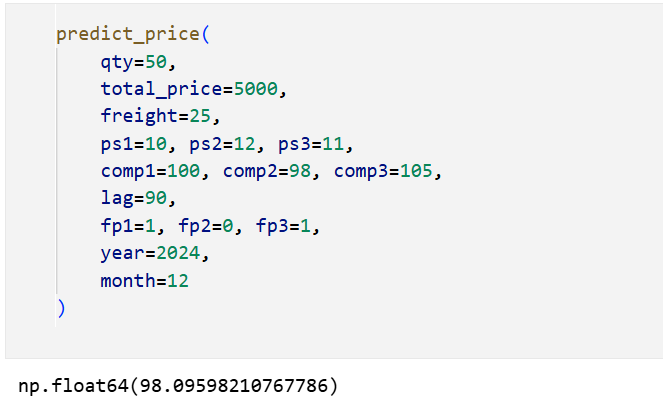 predict_price(
    qty=50,
    total_price=5000,
    freight=25,
    ps1=10, ps2=12, ps3=11,
    comp1=100, comp2=98, comp3=105,
    lag=90,
    fp1=1, fp2=0, fp3=1,
    year=2024,
    month=12
)
np.float64(98.09598210767786)